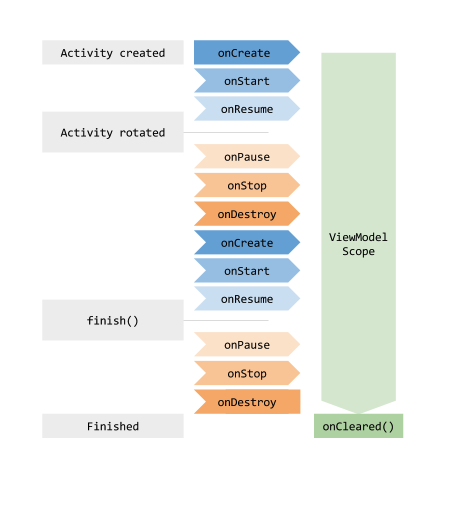 Activity created
onCreate
onStart
onResume
Activity rotated
onPause
onStop
onDestroy
onCreate
onStart
onResume
ViewModel
Scope
finish()
onPause
onStop
onDestroy
Finished
onCleared()